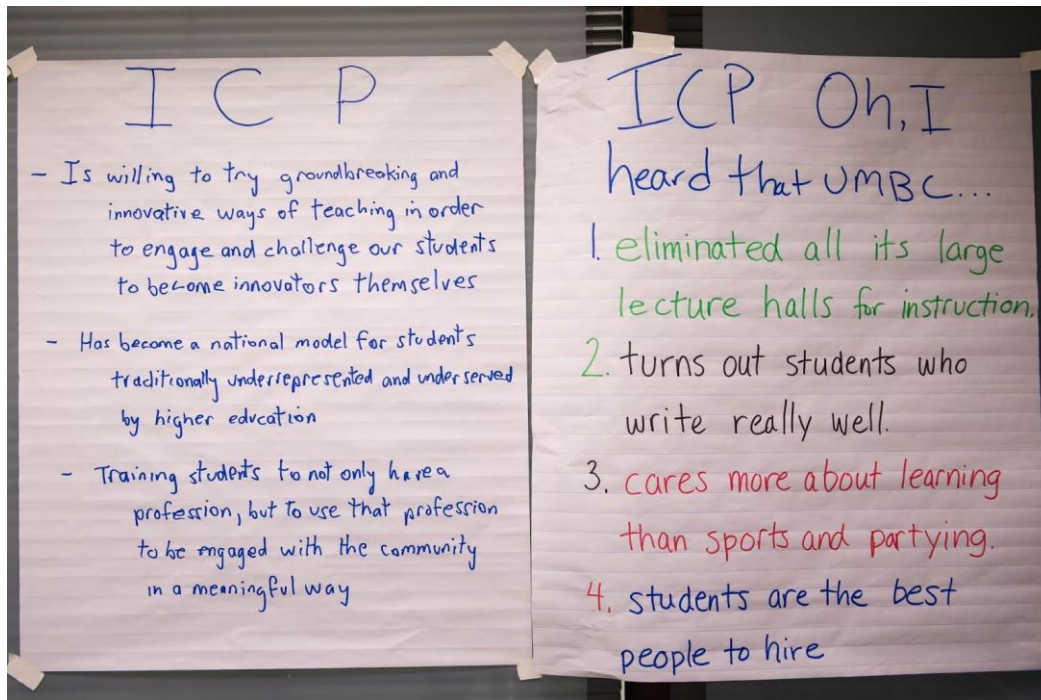 I C P
- Is willing to try groundbreaking and
innovative ways of teaching in order
to engage and challenge our students
to become innovators themselves
- Has become a national model for students
traditionally underrepresented and underserved
by higher education
- Training students to not only have a
profession, but to use that profession
to be engaged with the community
in a meaningful way
ICP Oh, I
heard that UMBC...
1. eliminated all its large
lecture halls for instruction.
2. turns out students who
write really well.
3. cares more about learning
than sports and partying.
4. students are the best
people to hire